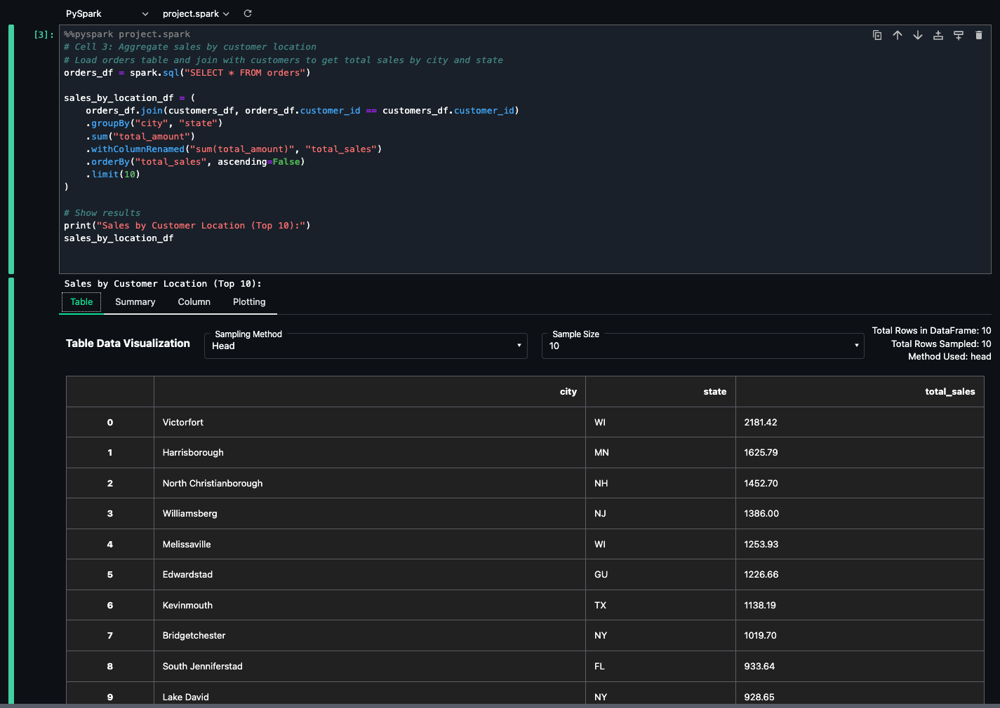 PySpark project.spark
[3]: %%pyspark project.spark
# Cell 3: Aggregate sales by customer location
# Load orders table and join with customers to get total sales by city and state
orders_df = spark.sql("SELECT * FROM orders")
sales_by_location_df = (
    orders_df.join(customers_df, orders_df.customer_id == customers_df.customer_id)
    .groupBy("city", "state")
    .sum("total_amount")
    .withColumnRenamed("sum(total_amount)", "total_sales")
    .orderBy("total_sales", ascending=False)
    .limit(10)
)
# Show results
print("Sales by Customer Location (Top 10):")
sales_by_location_df
Sales by Customer Location (Top 10):
Table Summary Column Plotting
Table Data Visualization
Sampling Method
Head
Sample Size
10
Total Rows in DataFrame: 10
Total Rows Sampled: 10
Method Used: head
city state total_sales
0 Victorfort WI 2181.42
1 Harrisborough MN 1625.79
2 North Christianborough NH 1452.70
3 Williamsberg NJ 1386.00
4 Melissaville WI 1253.93
5 Edwardstad GU 1226.66
6 Kevinmouth TX 1138.19
7 Bridgetchester NY 1019.70
8 South Jenniferstad FL 933.64
9 Lake David NY 928.65